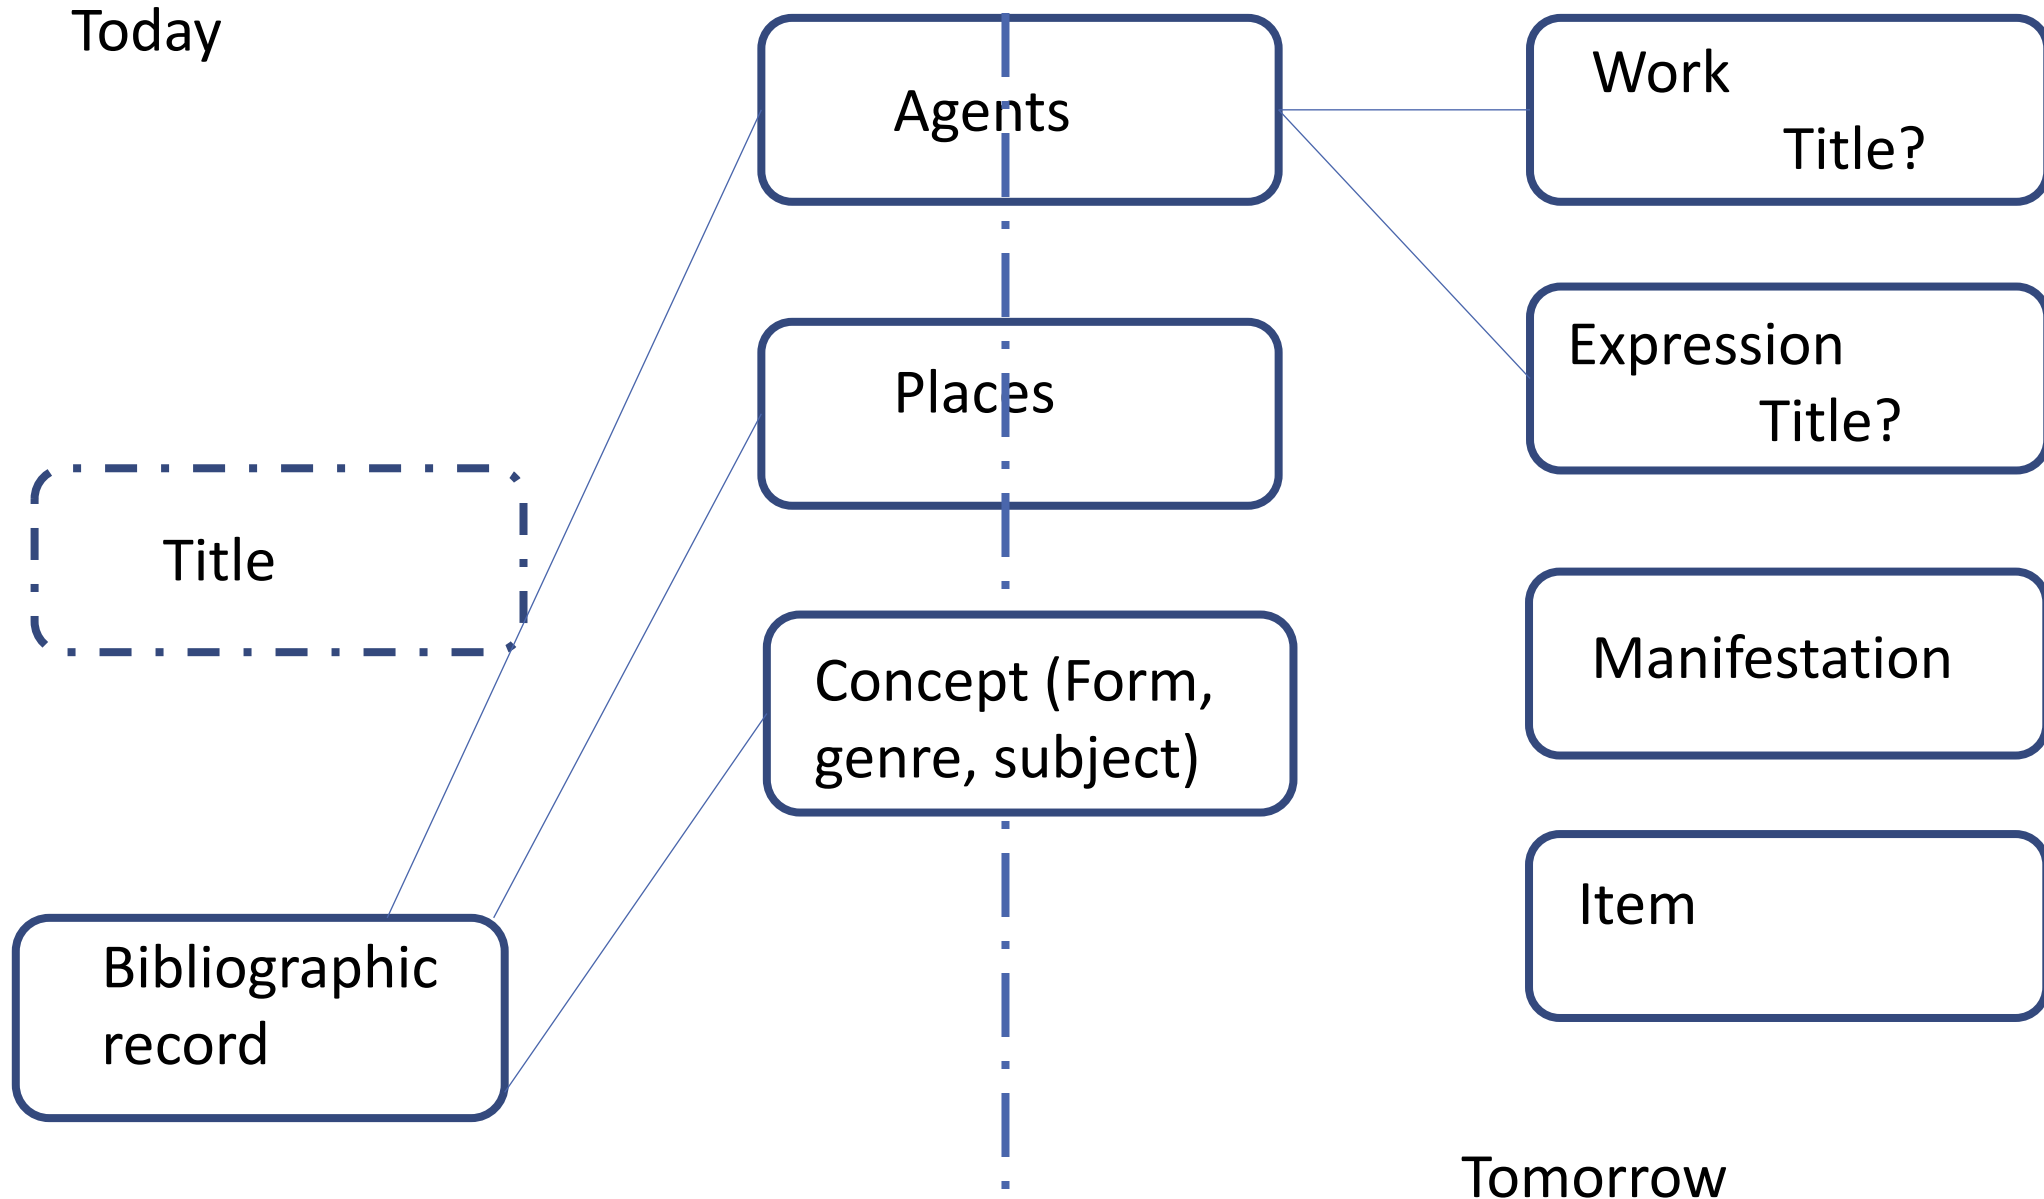 Today
Title
Bibliographic
record
Agents
Places
Concept (Form,
genre, subject)
Work
Title?
Expression
Title?
Manifestation
Item
Tomorrow